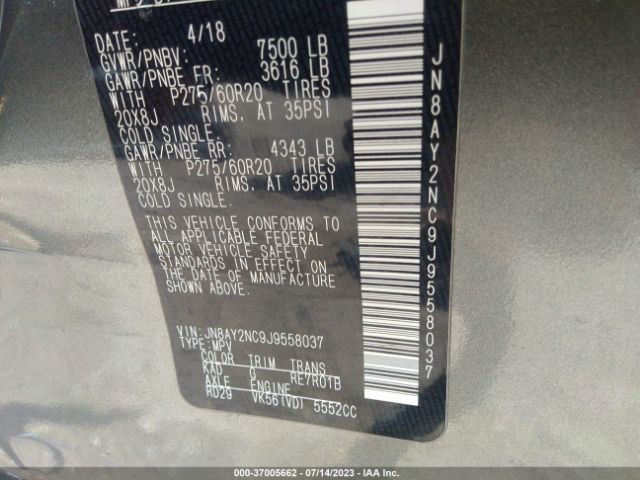 DATE: 4/18
GVWR/PNBV: 7500 LB
GAWR/PNBE FR: 3616 LB
WITH P275/60R20 TIRES
20X8J RIMS, AT 35PSI
COLD SINGLE.
GAWR/PNBE RR: 4343 LB
WITH P275/60R20 TIRES
20X8J RIMS, AT 35PSI
COLD SINGLE.
THIS VEHICLE CONFORMS TO
ALL APPLICABLE FEDERAL
MOTOR VEHICLE SAFETY
STANDARDS IN EFFECT ON
THE DATE OF MANUFACTURE
SHOWN ABOVE.
VIN: JN8AY2NC9J9558037
TYPE: MPV
COLOR TRIM TRANS
KAD G RE7R01B
AXLE ENGINE
RD29 VK56(VD) 5552CC
JN8AY2NC9J9558037
000-37005662 - 07/14/2023 - IAA Inc.